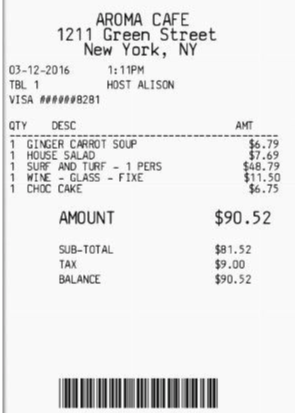 AROMA CAFE
1211 Green Street
New York, NY
03-12-2016 1:11PM
TBL 1 HOST ALISON
VISA ######8281
QTY DESC AMT
1 GINGER CARROT SOUP $6.79
1 HOUSE SALAD $7.69
1 SURF AND TURF - 1 PERS $48.79
1 WINE - GLASS - FIXE $11.50
1 CHOC CAKE $6.75
AMOUNT $90.52
SUB-TOTAL $81.52
TAX $9.00
BALANCE $90.52